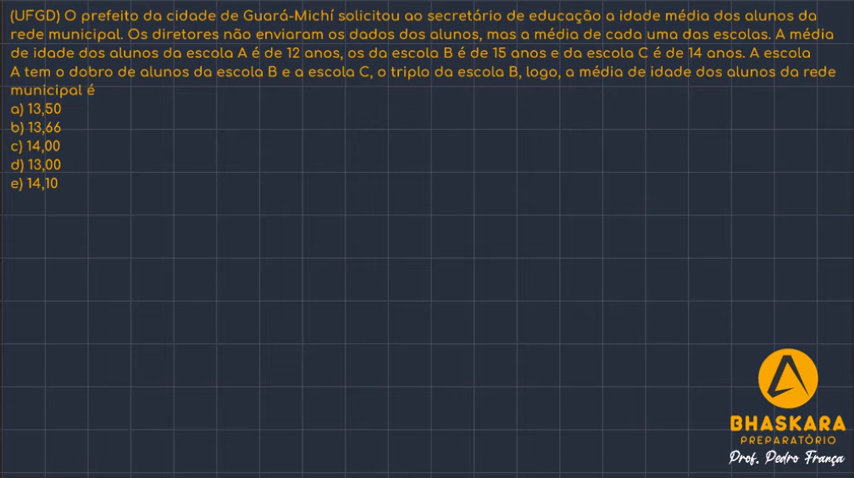 (UFGD) O prefeito da cidade de Guará-Michí solicitou ao secretário de educação a idade média dos alunos da
rede municipal. Os diretores não enviaram os dados dos alunos, mas a média de cada uma das escolas. A média
de idade dos alunos da escola A é de 12 anos, os da escola B é de 15 anos e da escola C é de 14 anos. A escola
A tem o dobro de alunos da escola B e a escola C, o triplo da escola B, logo, a média de idade dos alunos da rede
municipal é
a) 13,50
b) 13,66
c) 14,00
d) 13,00
e) 14,10
BHASKARA
PREPARATÓRIO
Prof. Pedro França